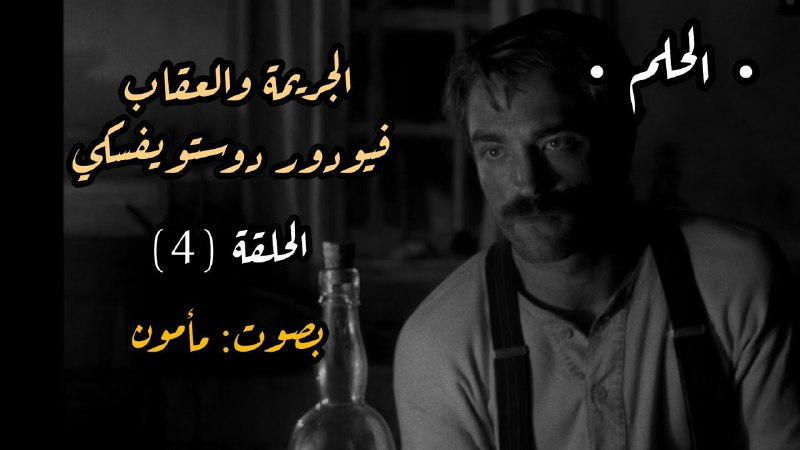 • الحلم •
الجريمة والعقاب
فيودور دوستويفسكي
الحلقة (4)
بصوت: مأمون